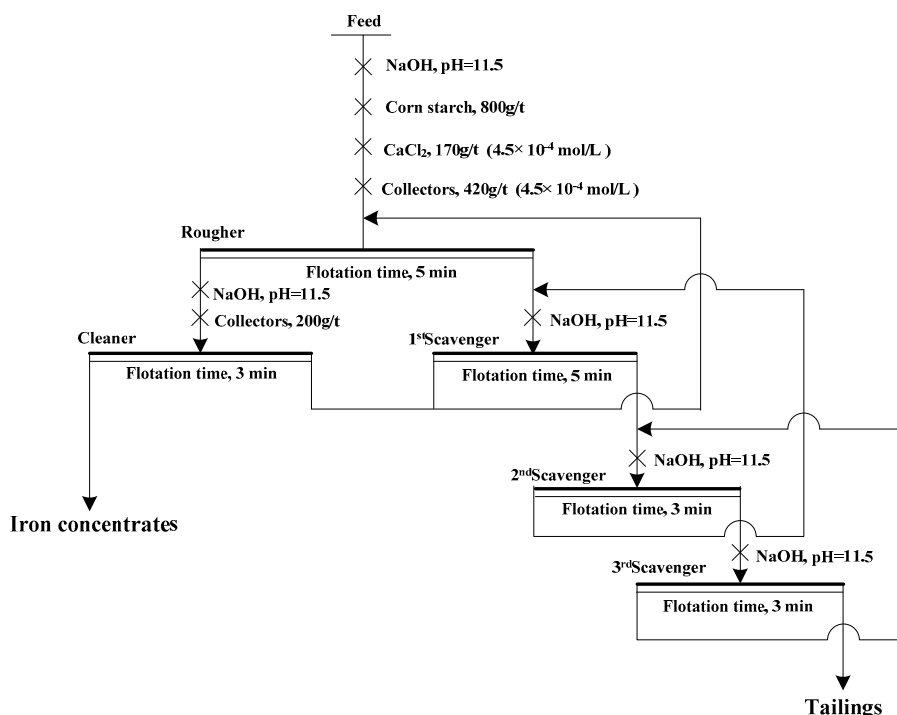 Feed
NaOH, pH=11.5
Corn starch, 800g/t
CaCl₂, 170g/t (4.5× 10⁻⁴ mol/L )
Collectors, 420g/t (4.5× 10⁻⁴ mol/L )
Rougher
Flotation time, 5 min
NaOH, pH=11.5
Collectors, 200g/t
NaOH, pH=11.5
Cleaner
1ˢᵗScavenger
Flotation time, 3 min
Flotation time, 5 min
NaOH, pH=11.5
2ⁿᵈScavenger
Flotation time, 3 min
Iron concentrates
NaOH, pH=11.5
3ʳᵈScavenger
Flotation time, 3 min
Tailings